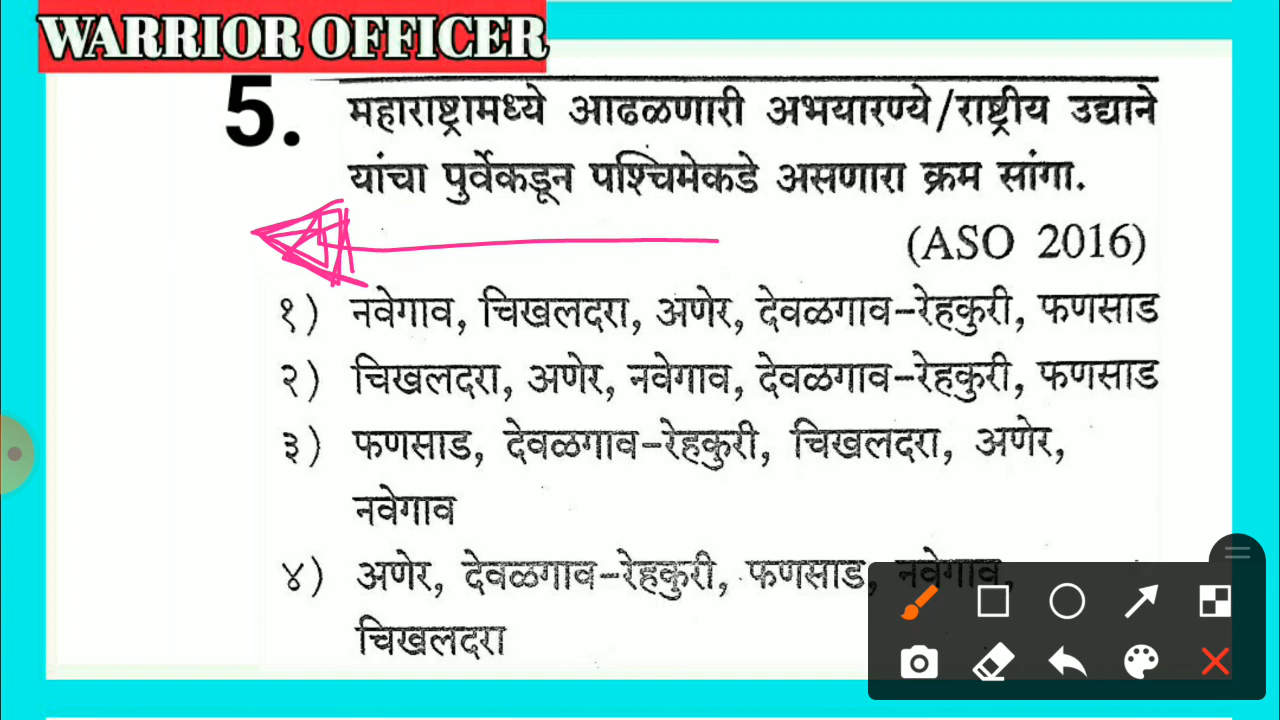 WARRIOR OFFICER
5. महाराष्ट्रामध्ये आढळणारी अभयारण्ये/राष्ट्रीय उद्याने
यांचा पुर्वेकडून पश्चिमेकडे असणारा क्रम सांगा.
(ASO 2016)
१) नवेगाव, चिखलदरा, अणेर, देवळगाव-रेहकुरी, फणसाड
२) चिखलदरा, अणेर, नवेगाव, देवळगाव-रेहकुरी, फणसाड
३) फणसाड, देवळगाव-रेहकुरी, चिखलदरा, अणेर,
नवेगाव
४) अणेर, देवळगाव-रेहकुरी, फणसाड, नवेगाव,
चिखलदरा